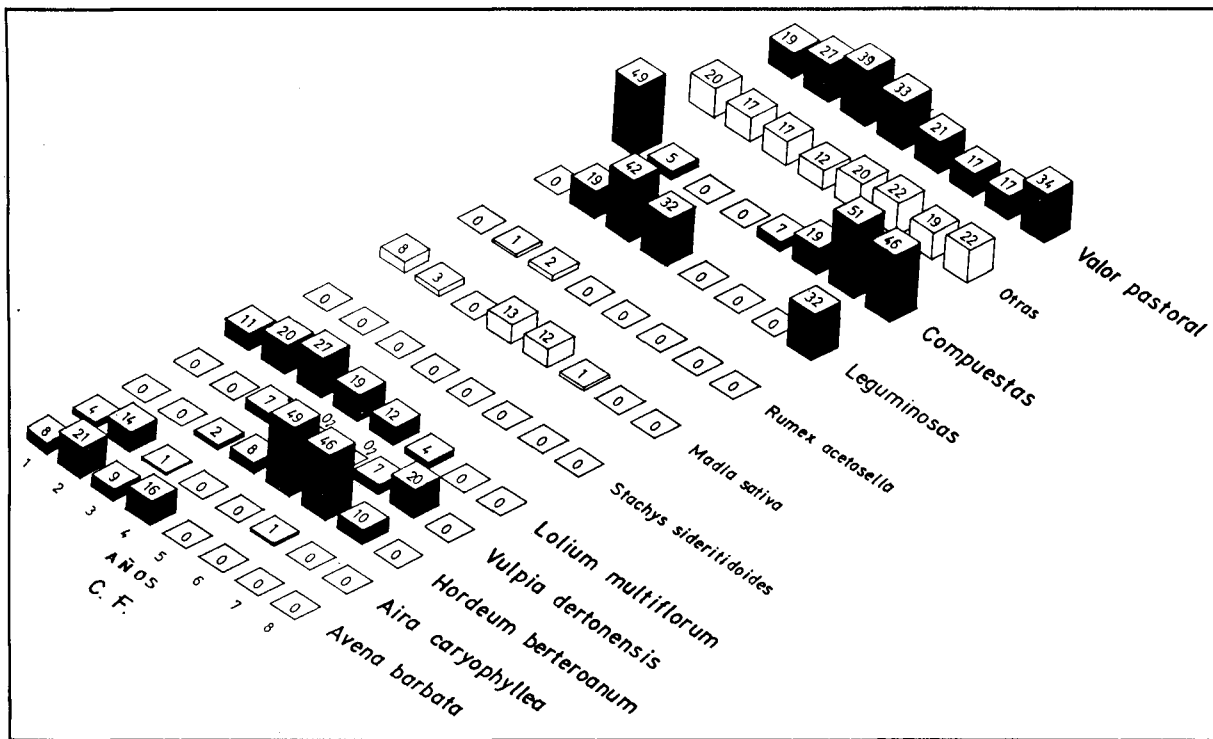 19 27 39 33 21 17 17 34 Valor pastoral
20 17 17 12 20 22 19 22 Otras
49 5 0 0 7 19 51 46 Compuestas
0 19 42 32 0 0 0 32 Leguminosas
0 1 2 0 0 0 0 0 Rumex acetosella
8 3 0 13 12 1 0 0 Madia sativa
0 0 0 0 0 0 0 0 Stachys sideritidoides
11 20 27 19 12 4 0 0 Lolium multiflorum
0 0 7 0₂ 0₂ 7 20 0 Vulpia dertonensis
0 0 2 8 49 46 10 0 Hordeum berteroanum
4 14 1 0 0 1 0 0 Aira caryophyllea
8 21 9 16 0 0 0 0 Avena barbata
1 2 3 4 5 6 7 8
AÑOS
C. F.